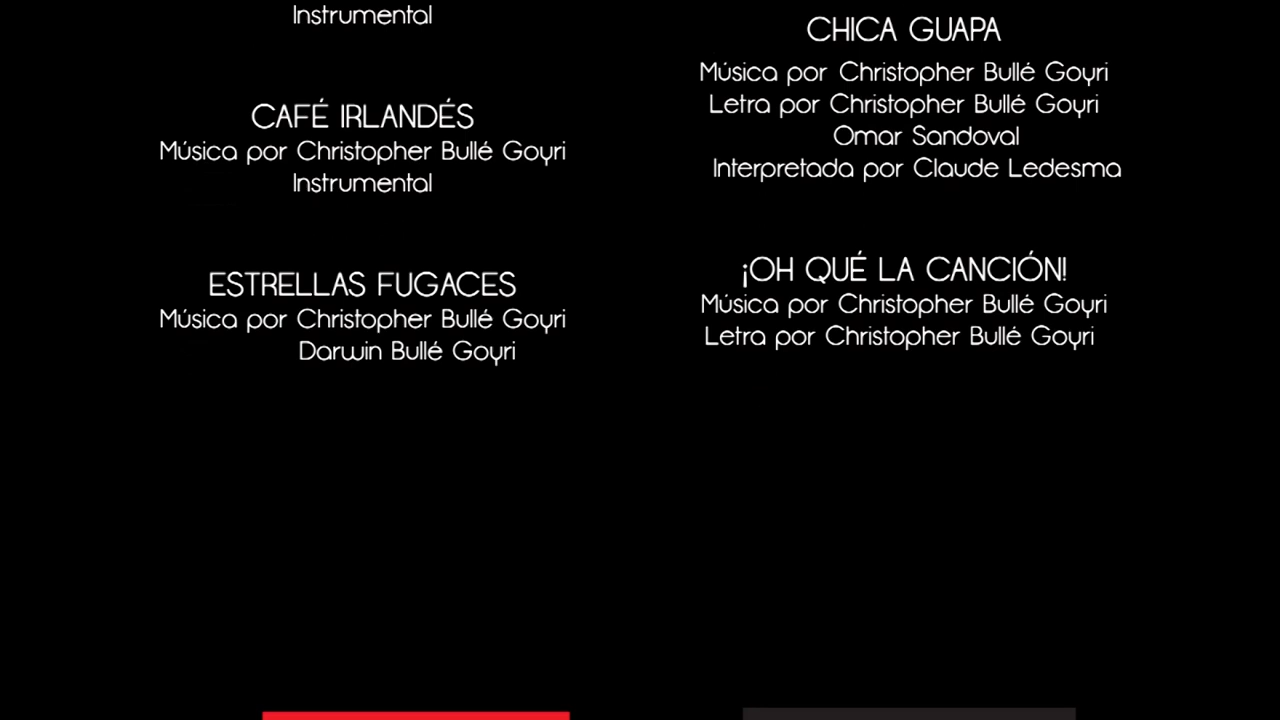 Instrumental
CAFÉ IRLANDÉS
Música por Christopher Bullé Goyri
Instrumental
ESTRELLAS FUGACES
Música por Christopher Bullé Goyri
Darwin Bullé Goyri
CHICA GUAPA
Música por Christopher Bullé Goyri
Letra por Christopher Bullé Goyri
Omar Sandoval
Interpretada por Claude Ledesma
¡OH QUÉ LA CANCIÓN!
Música por Christopher Bullé Goyri
Letra por Christopher Bullé Goyri